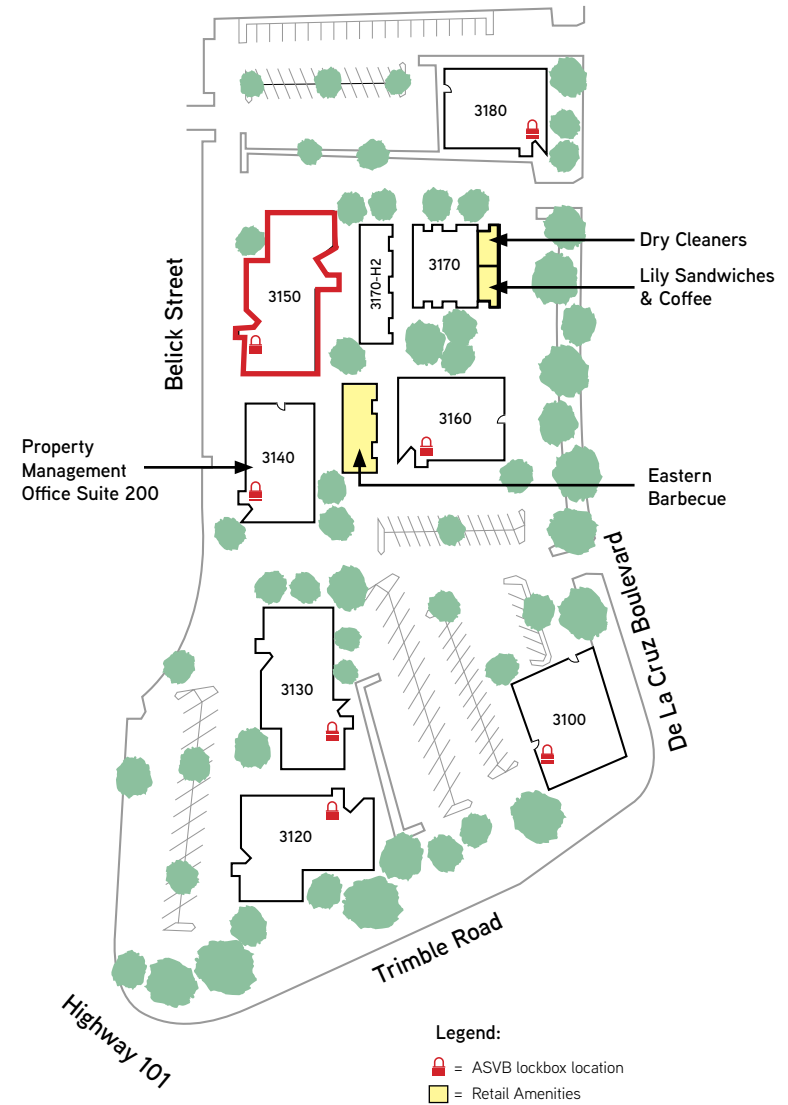 3180
Dry Cleaners
Lily Sandwiches
& Coffee
3170
3170-H2
3150
Belick Street
3160
3140
Property
Management
Office Suite 200
Eastern
Barbecue
De La Cruz Boulevard
3130
3100
3120
Trimble Road
Highway 101
Legend:
= ASVB lockbox location
= Retail Amenities